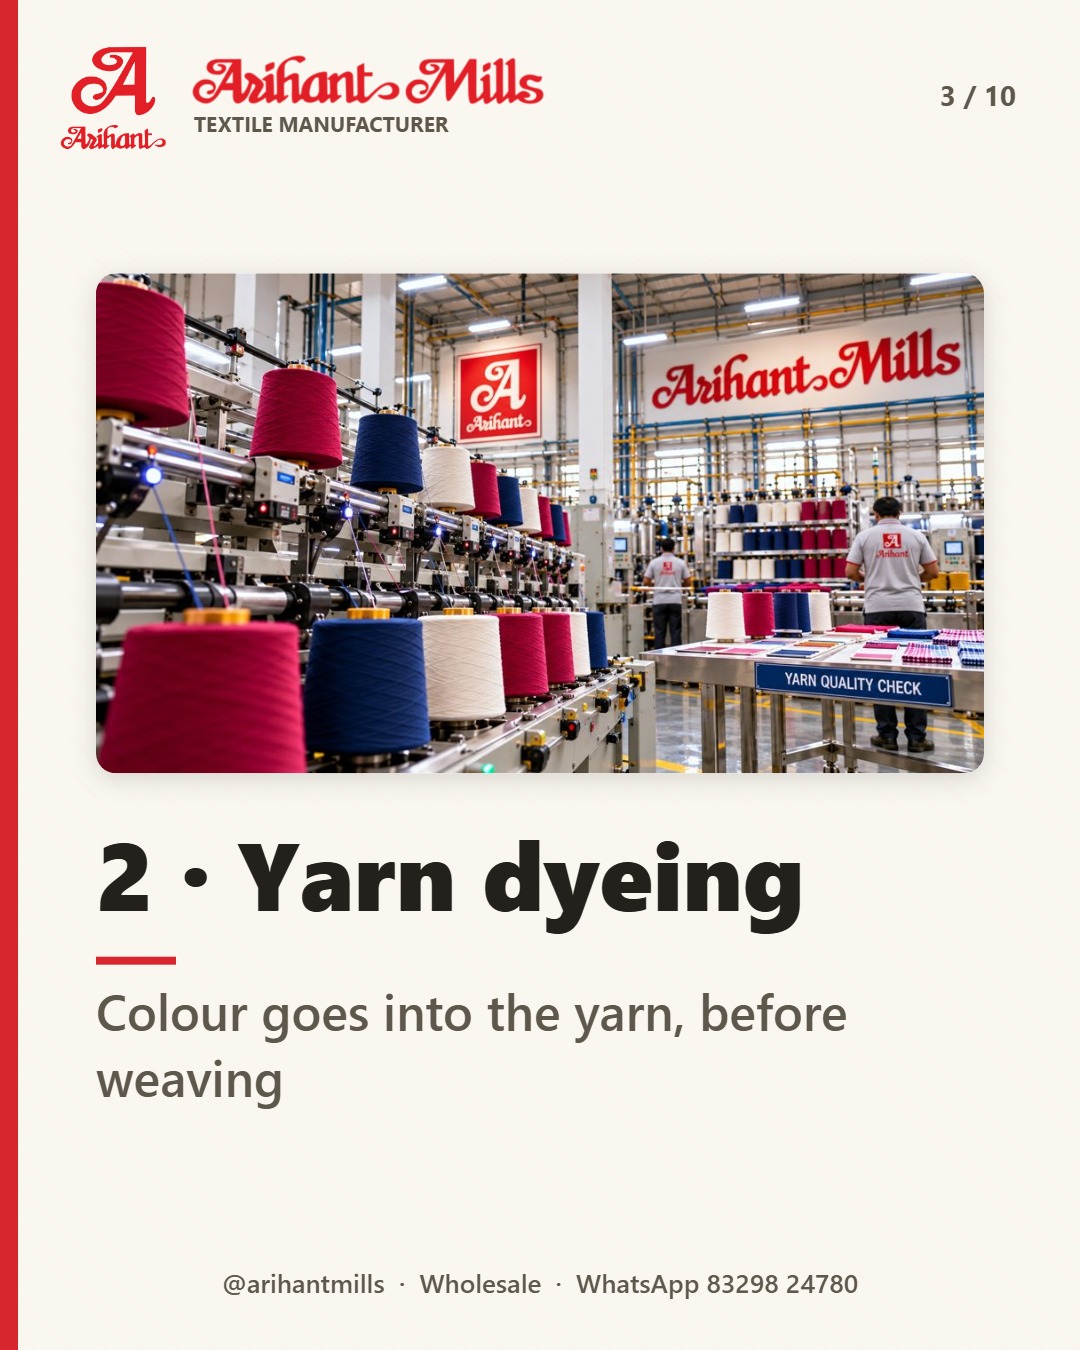 A
Arihant
Arihant Mills
TEXTILE MANUFACTURER
3 / 10
A
Arihant
Arihant Mills
A
Arihant
YARN QUALITY CHECK
2 · Yarn dyeing
Colour goes into the yarn, before
weaving
@arihantmills · Wholesale · WhatsApp 83298 24780